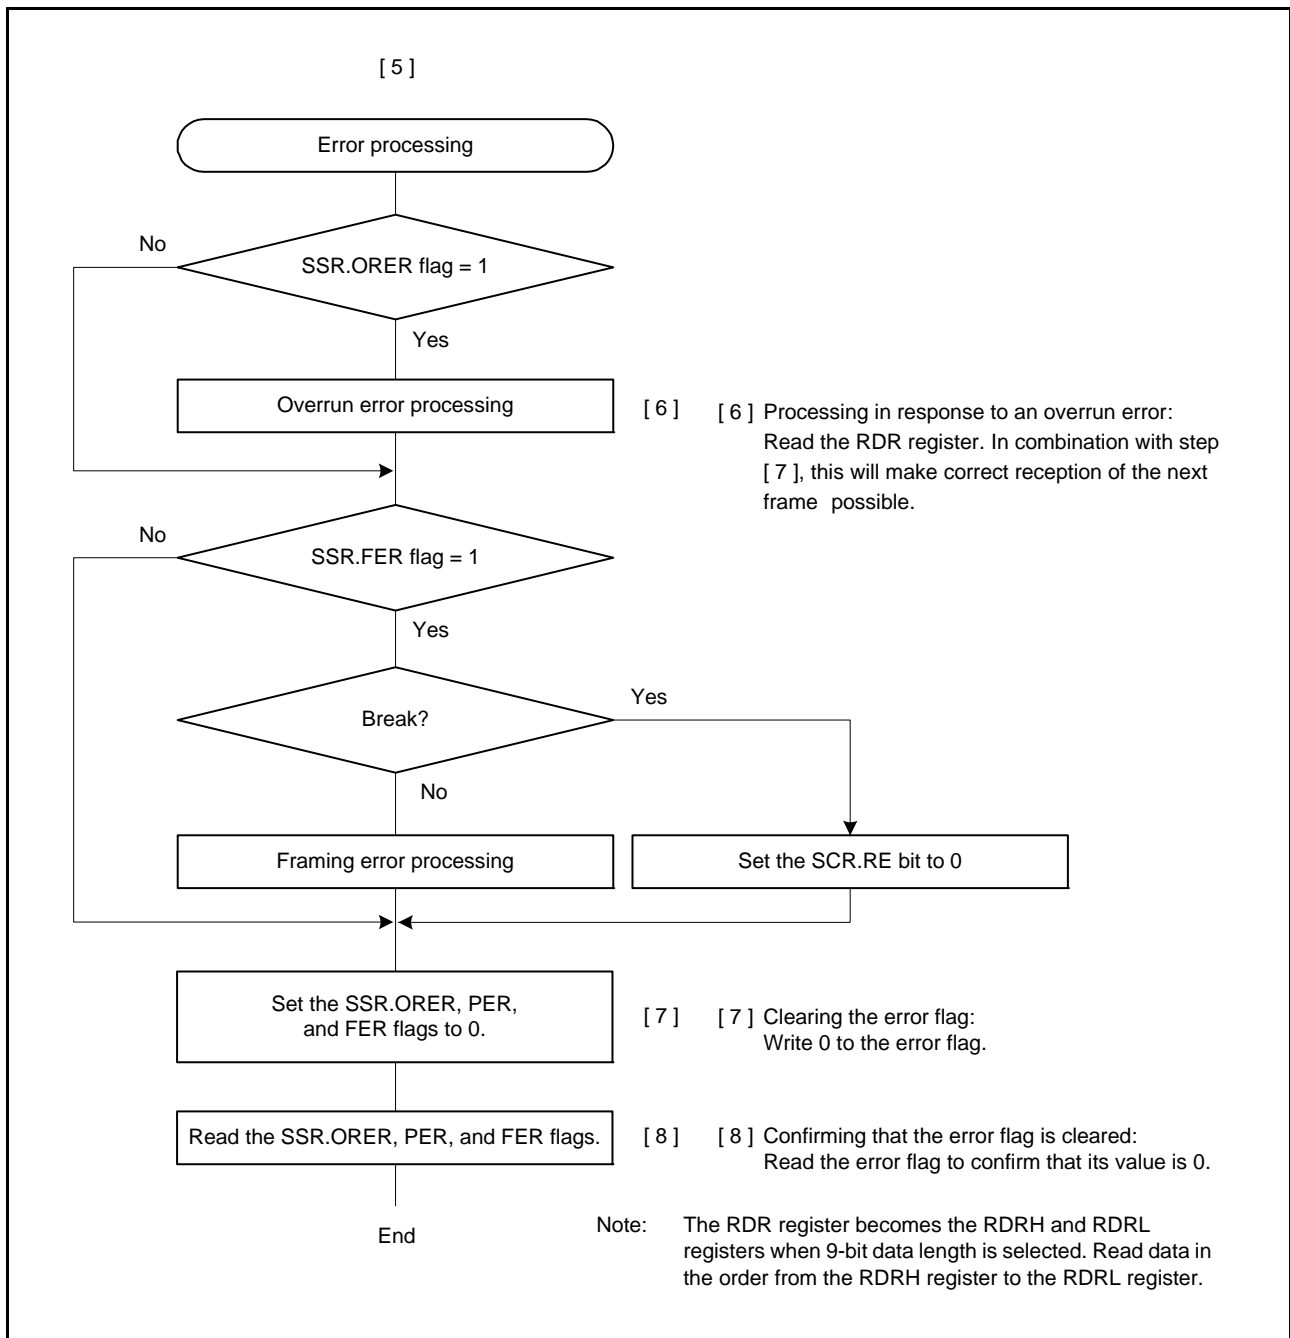 [ 5 ]
Error processing
No
SSR.ORER flag = 1
Yes
Overrun error processing
[ 6 ]
[ 6 ] Processing in response to an overrun error:
Read the RDR register. In combination with step
[ 7 ], this will make correct reception of the next
frame possible.
No
SSR.FER flag = 1
Yes
Break?
Yes
No
Framing error processing
Set the SCR.RE bit to 0
Set the SSR.ORER, PER,
and FER flags to 0.
[ 7 ]
[ 7 ] Clearing the error flag:
Write 0 to the error flag.
Read the SSR.ORER, PER, and FER flags.
[ 8 ]
[ 8 ] Confirming that the error flag is cleared:
Read the error flag to confirm that its value is 0.
End
Note: The RDR register becomes the RDRH and RDRL
registers when 9-bit data length is selected. Read data in
the order from the RDRH register to the RDRL register.